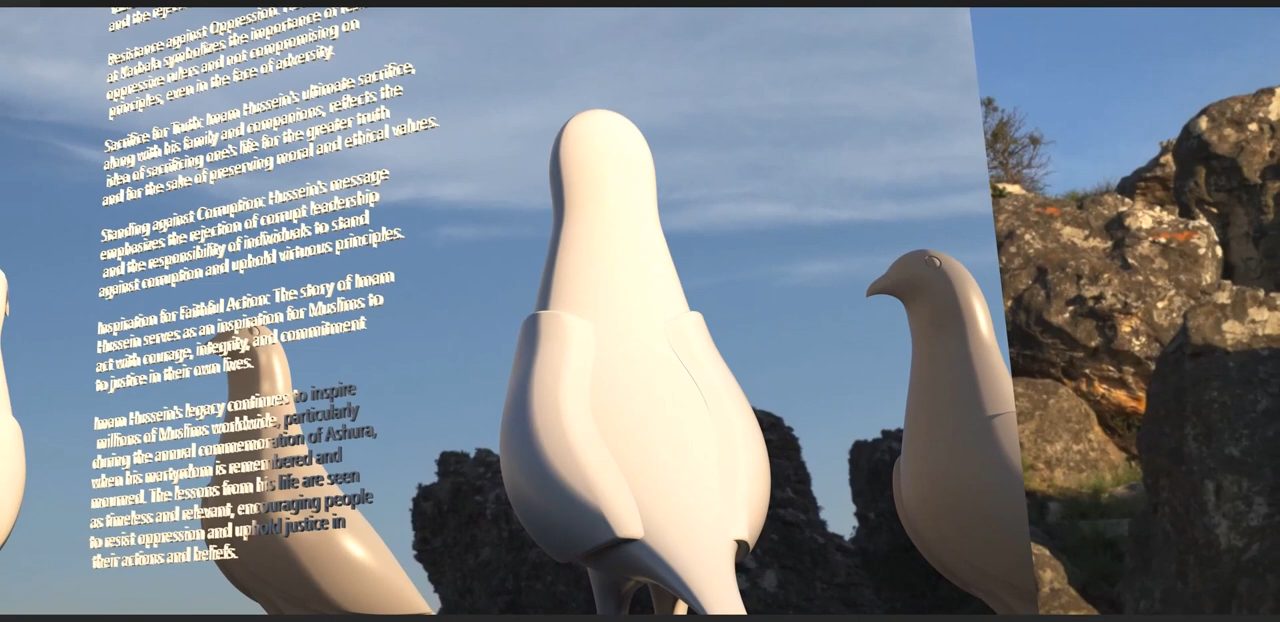 and the
Resistance against Oppression:
at Karbala symbolizes the importance of
oppressive rulers and not compromising on
principles, even in the face of adversity.
Sacrifice for Truth: Imam Hussein's ultimate sacrifice,
along with his family and companions, reflects the
idea of sacrificing one's life for the greater truth
and for the sake of preserving moral and ethical values.
Standing against Corruption: Hussein's message
emphasizes the rejection of corrupt leadership
and the responsibility of individuals to stand
against corruption and uphold virtuous principles.
Inspiration for Faithful Action: The story of Imam
Hussein serves as an inspiration for Muslims to
act with courage, integrity, and commitment
to justice in their own lives.
Imam Hussein's legacy continues to inspire
millions of Muslims worldwide, particularly
during the annual commemoration of Ashura,
when his martyrdom is remembered and
mourned. The lessons from his life are seen
as timeless and relevant, encouraging people
to resist oppression and uphold justice in
their actions and beliefs.